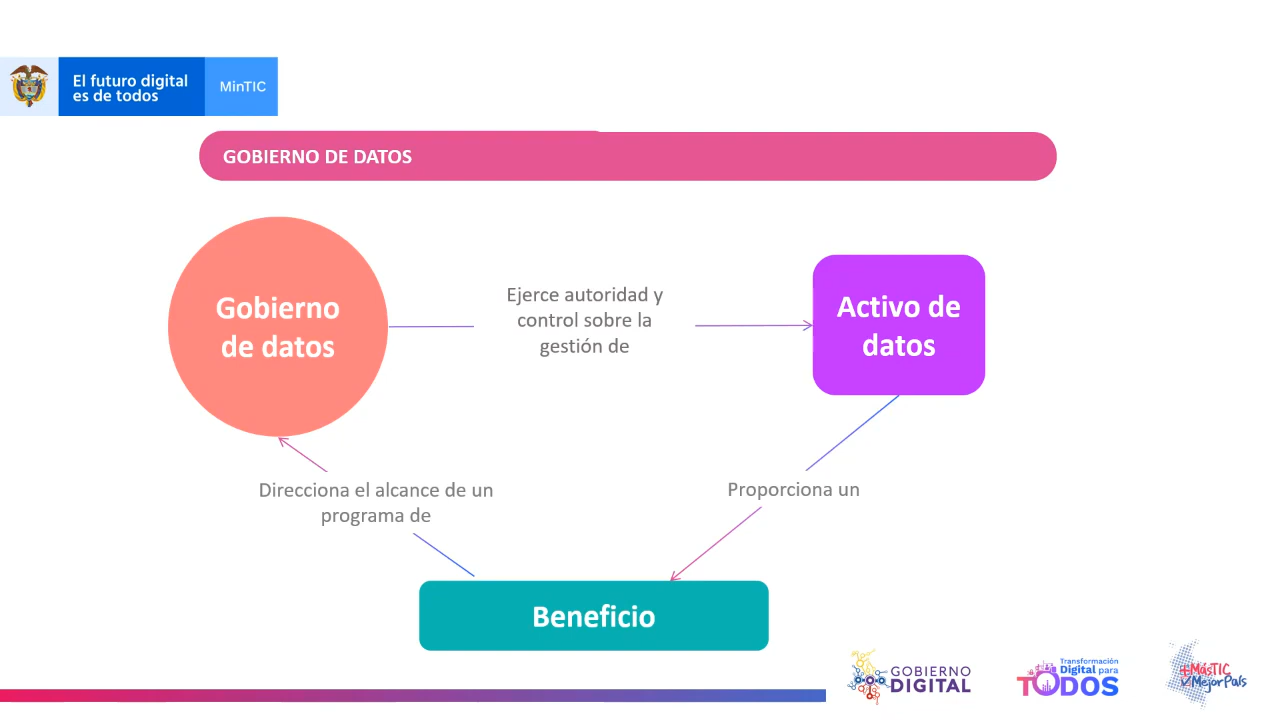 El futuro digital
es de todos
MinTIC
GOBIERNO DE DATOS
Gobierno
de datos
Ejerce autoridad y
control sobre la
gestión de
Activo de
datos
Direcciona el alcance de un
programa de
Proporciona un
Beneficio
GOBIERNO
DIGITAL
Transformación
Digital para
TODOS
+MásTIC
MejorPaís